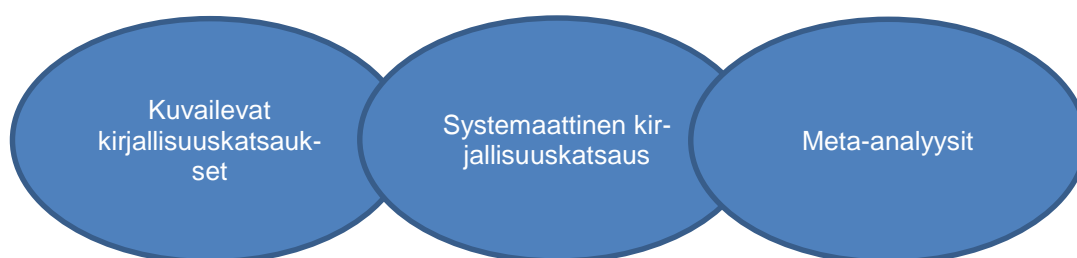 Kuvailevat
kirjallisuuskatsauk-
set
Systemaattinen kir-
jallisuuskatsaus
Meta-analyysit